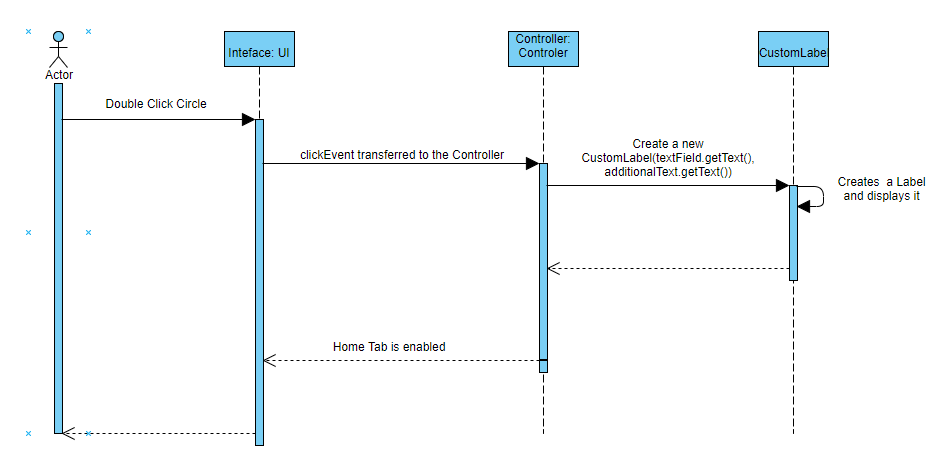 Actor
Inteface: UI
Controller:
Controler
CustomLabel
Double Click Circle
clickEvent transferred to the Controller
Create a new
CustomLabel(textField.getText(),
additionalText.getText())
Creates a Label
and displays it
Home Tab is enabled